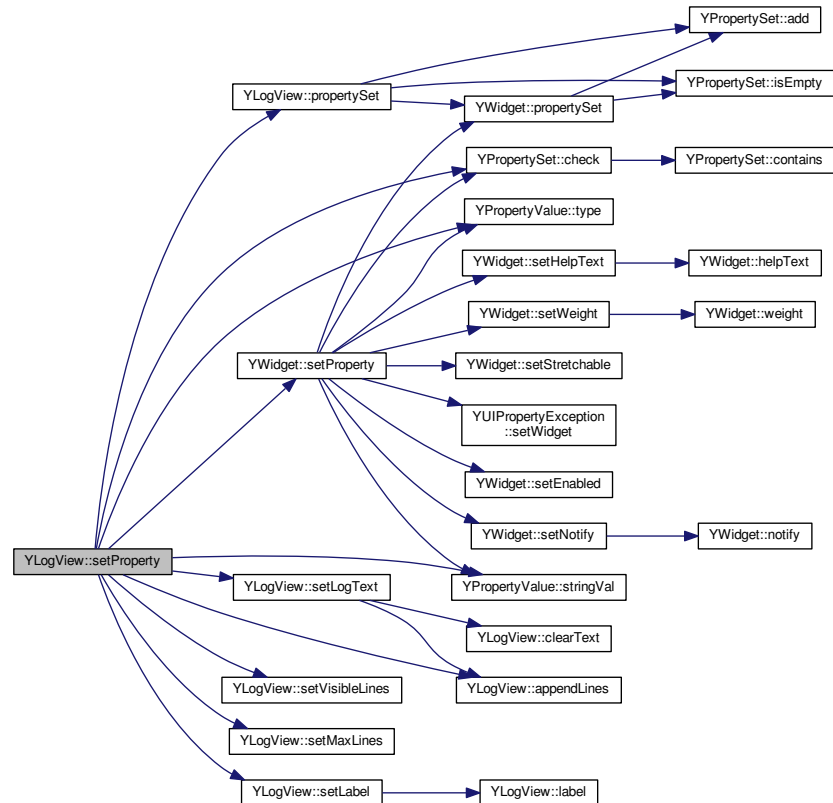 YPropertySet::add
YLogView::propertySet
YPropertySet::isEmpty
YWidget::propertySet
YPropertySet::check
YPropertySet::contains
YPropertyValue::type
YWidget::setHelpText
YWidget::helpText
YWidget::setWeight
YWidget::weight
YWidget::setProperty
YWidget::setStretchable
YUIPropertyException
::setWidget
YWidget::setEnabled
YWidget::setNotify
YWidget::notify
YLogView::setProperty
YLogView::setLogText
YPropertyValue::stringVal
YLogView::clearText
YLogView::setVisibleLines
YLogView::appendLines
YLogView::setMaxLines
YLogView::setLabel
YLogView::label